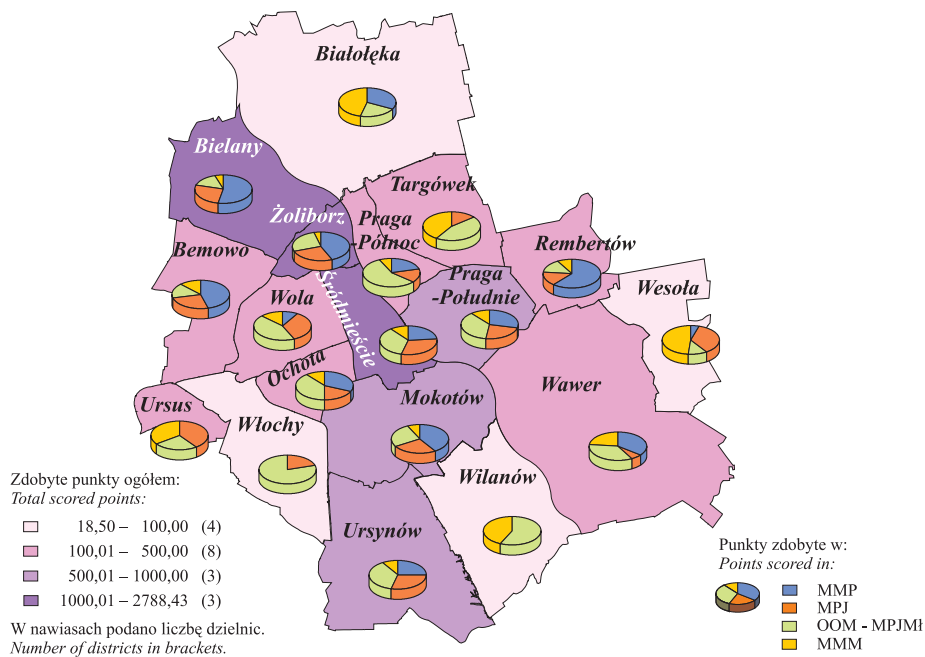 Białołęka
Bielany
Targówek
Żoliborz
Praga
-Północ
Rembertów
Bemowo
Praga
-Południe
Wesoła
Wola
Śródmieście
Ochota
Wawer
Ursus
Mokotów
Włochy
Wilanów
Ursynów
Zdobyte punkty ogółem:
Total scored points:
18,50 – 100,00 (4)
100,01 – 500,00 (8)
500,01 – 1000,00 (3)
1000,01 – 2788,43 (3)
W nawiasach podano liczbę dzielnic.
Number of districts in brackets.
Punkty zdobyte w:
Points scored in:
MMP
MPJ
OOM - MPJMł
MMM